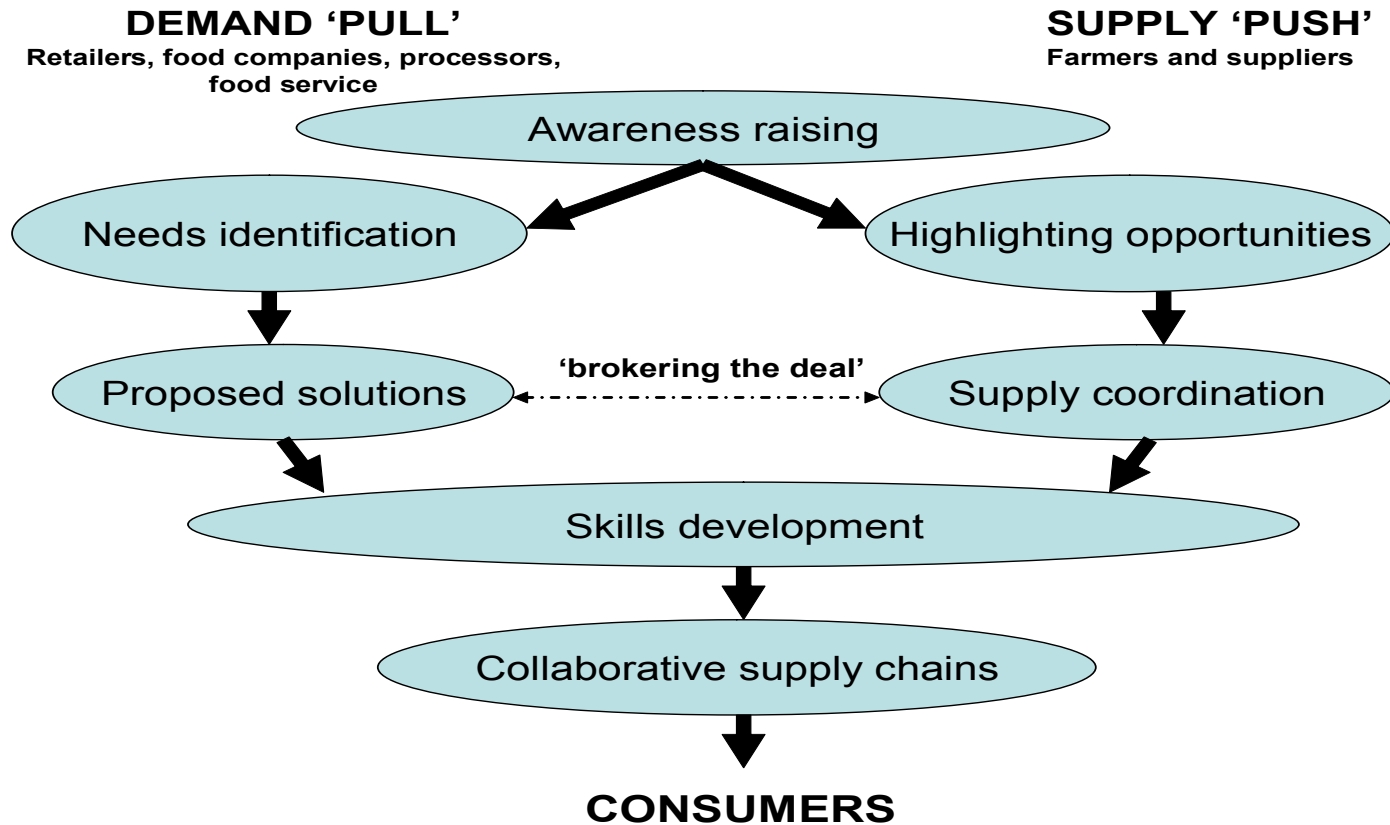 DEMAND ‘PULL’
Retailers, food companies, processors,
food service
SUPPLY ‘PUSH’
Farmers and suppliers
Awareness raising
Needs identification
Highlighting opportunities
Proposed solutions
‘brokering the deal’
Supply coordination
Skills development
Collaborative supply chains
CONSUMERS